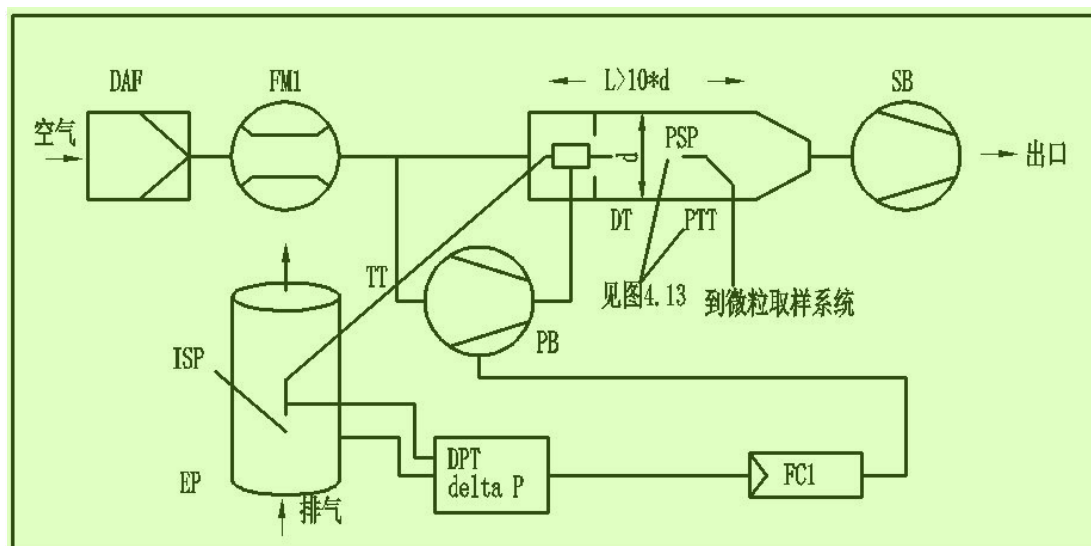 DAF
FM1
L>10*d
SB
空气
d
PSP
出口
DT
PTT
TT
见图4.13
到微粒取样系统
PB
ISP
DPT
delta P
FC1
EP
排气